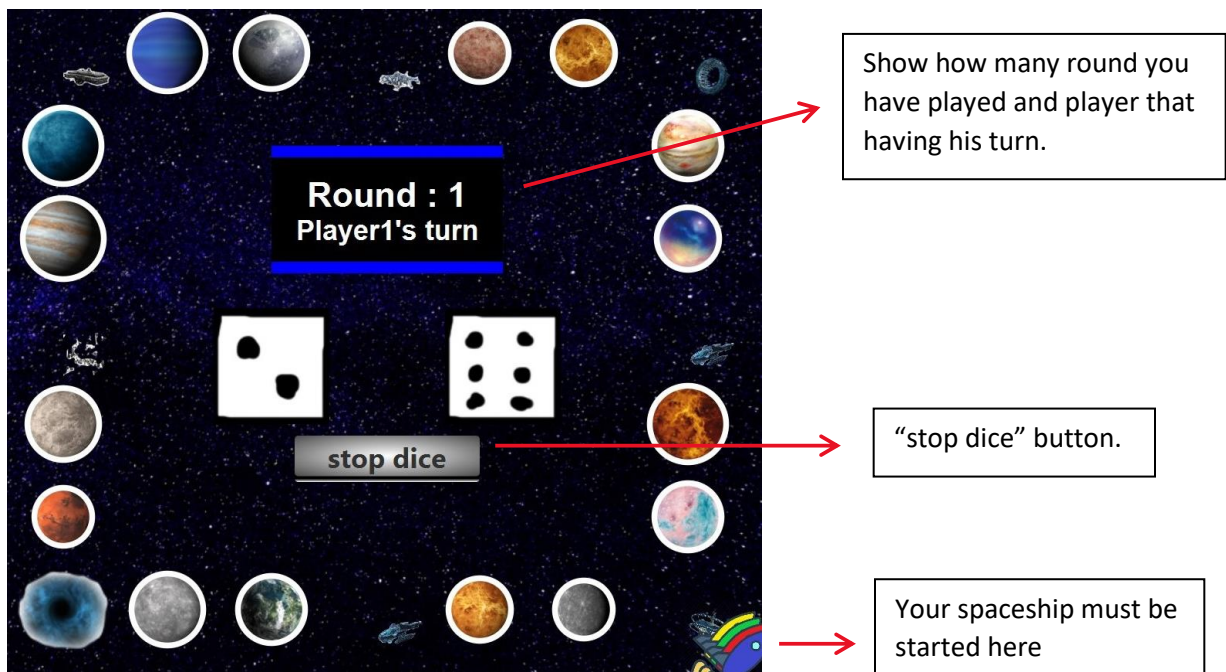 Show how many round you
have played and player that
having his turn.
Round : 1
Player1's turn
stop dice
“stop dice” button.
Your spaceship must be
started here